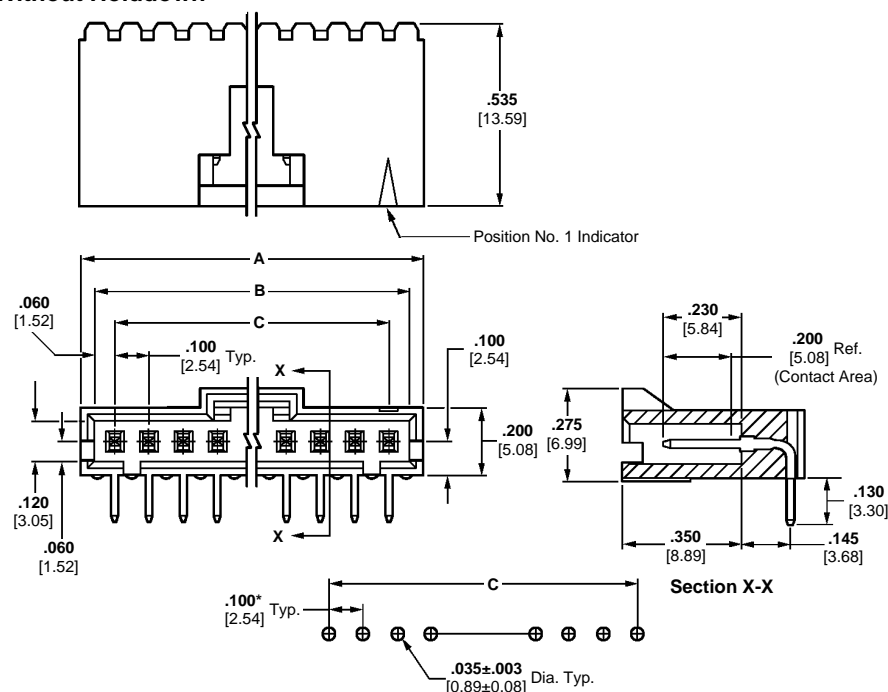 .535
[13.59]
Position No. 1 Indicator
A
B
C
.060
[1.52]
.100 Typ.
[2.54]
X
.100
[2.54]
.200
[5.08]
.120
[3.05]
.060
[1.52]
X
.230
[5.84]
.200 Ref.
[5.08]
(Contact Area)
.275
[6.99]
.130
[3.30]
.350
[8.89]
.145
[3.68]
Section X-X
C
.100* Typ.
[2.54]
.035±.003 Dia. Typ.
[0.89±0.08]